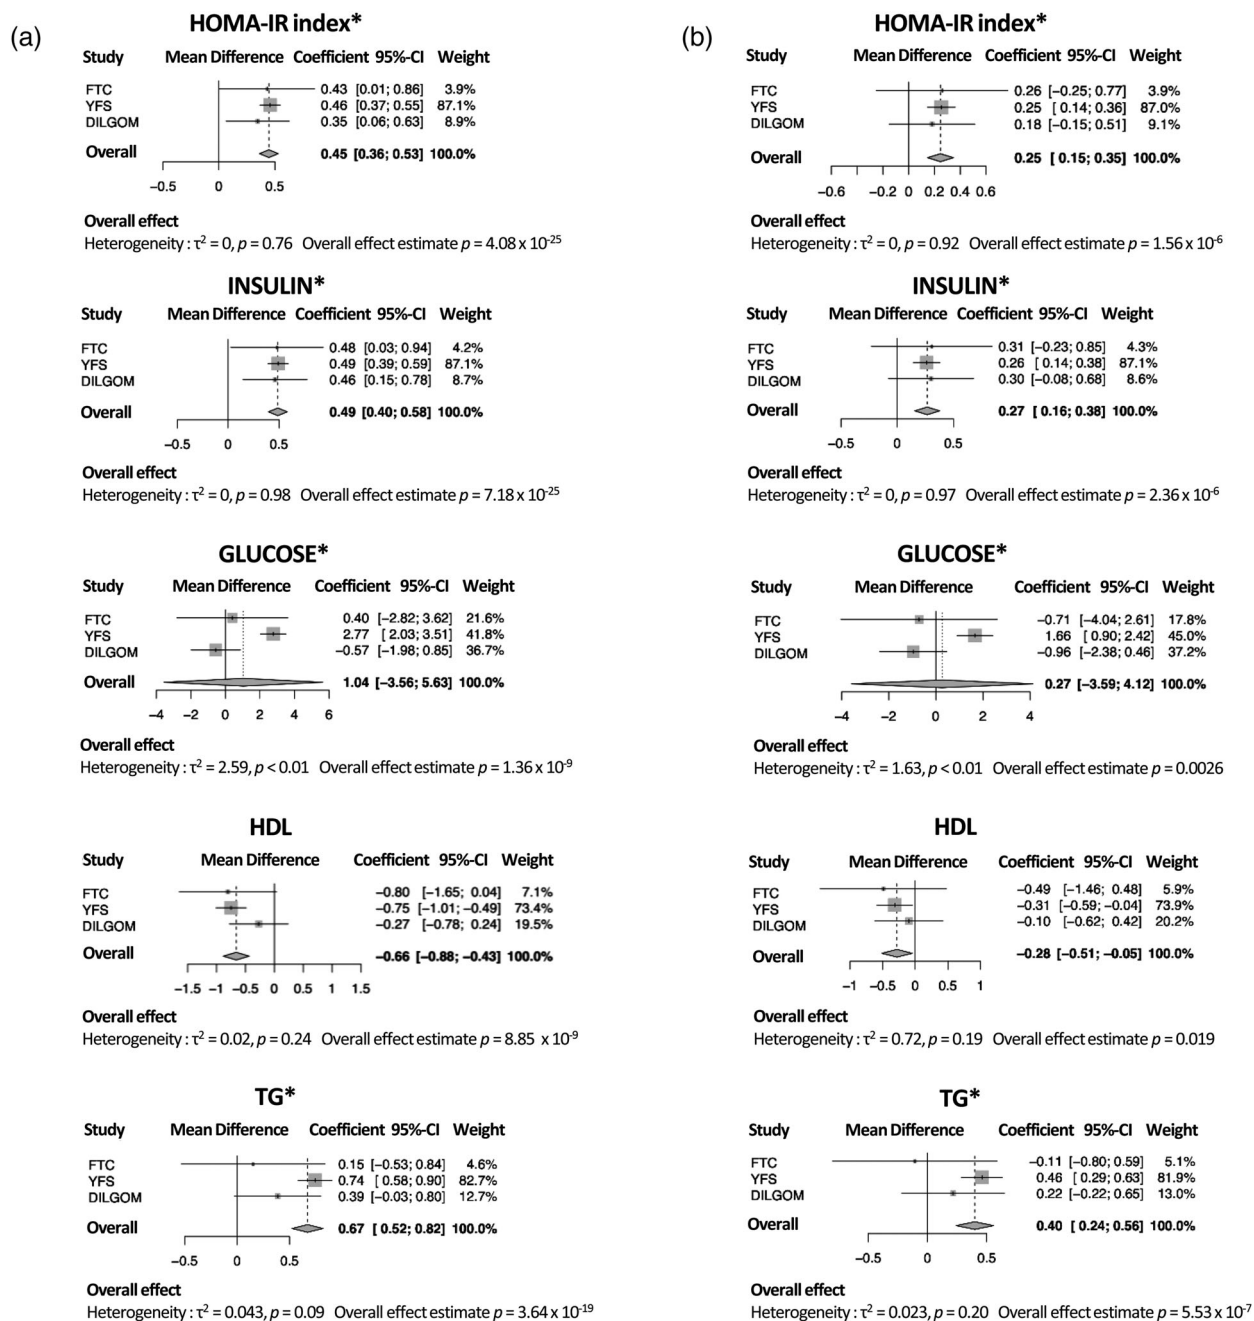 (a)
HOMA-IR index*
Study Mean Difference Coefficient 95%-CI Weight
FTC 0.43 [0.01; 0.86] 3.9%
YFS 0.46 [0.37; 0.55] 87.1%
DILGOM 0.35 [0.06; 0.63] 8.9%
Overall 0.45 [0.36; 0.53] 100.0%
−0.5 0 0.5
Overall effect
Heterogeneity : τ² = 0, p = 0.76 Overall effect estimate p = 4.08 x 10⁻²⁵
INSULIN*
Study Mean Difference Coefficient 95%-CI Weight
FTC 0.48 [0.03; 0.94] 4.2%
YFS 0.49 [0.39; 0.59] 87.1%
DILGOM 0.46 [0.15; 0.78] 8.7%
Overall 0.49 [0.40; 0.58] 100.0%
−0.5 0 0.5
Overall effect
Heterogeneity : τ² = 0, p = 0.98 Overall effect estimate p = 7.18 x 10⁻²⁵
GLUCOSE*
Study Mean Difference Coefficient 95%-CI Weight
FTC 0.40 [−2.82; 3.62] 21.6%
YFS 2.77 [ 2.03; 3.51] 41.8%
DILGOM −0.57 [−1.98; 0.85] 36.7%
Overall 1.04 [−3.56; 5.63] 100.0%
−4 −2 0 2 4 6
Overall effect
Heterogeneity : τ² = 2.59, p < 0.01 Overall effect estimate p = 1.36 x 10⁻⁹
HDL
Study Mean Difference Coefficient 95%-CI Weight
FTC −0.80 [−1.65; 0.04] 7.1%
YFS −0.75 [−1.01; −0.49] 73.4%
DILGOM −0.27 [−0.78; 0.24] 19.5%
Overall −0.66 [−0.88; −0.43] 100.0%
−1.5 −1 −0.5 0 0.5 1 1.5
Overall effect
Heterogeneity : τ² = 0.02, p = 0.24 Overall effect estimate p = 8.85 x 10⁻⁹
TG*
Study Mean Difference Coefficient 95%-CI Weight
FTC 0.15 [−0.53; 0.84] 4.6%
YFS 0.74 [ 0.58; 0.90] 82.7%
DILGOM 0.39 [−0.03; 0.80] 12.7%
Overall 0.67 [ 0.52; 0.82] 100.0%
−0.5 0 0.5
Overall effect
Heterogeneity : τ² = 0.043, p = 0.09 Overall effect estimate p = 3.64 x 10⁻¹⁹
(b)
HOMA-IR index*
Study Mean Difference Coefficient 95%-CI Weight
FTC 0.26 [−0.25; 0.77] 3.9%
YFS 0.25 [ 0.14; 0.36] 87.0%
DILGOM 0.18 [−0.15; 0.51] 9.1%
Overall 0.25 [ 0.15; 0.35] 100.0%
−0.6 −0.2 0 0.2 0.4 0.6
Overall effect
Heterogeneity : τ² = 0, p = 0.92 Overall effect estimate p = 1.56 x 10⁻⁶
INSULIN*
Study Mean Difference Coefficient 95%-CI Weight
FTC 0.31 [−0.23; 0.85] 4.3%
YFS 0.26 [ 0.14; 0.38] 87.1%
DILGOM 0.30 [−0.08; 0.68] 8.6%
Overall 0.27 [ 0.16; 0.38] 100.0%
−0.5 0 0.5
Overall effect
Heterogeneity : τ² = 0, p = 0.97 Overall effect estimate p = 2.36 x 10⁻⁶
GLUCOSE*
Study Mean Difference Coefficient 95%-CI Weight
FTC −0.71 [−4.04; 2.61] 17.8%
YFS 1.66 [ 0.90; 2.42] 45.0%
DILGOM −0.96 [−2.38; 0.46] 37.2%
Overall 0.27 [−3.59; 4.12] 100.0%
−4 −2 0 2 4
Overall effect
Heterogeneity : τ² = 1.63, p < 0.01 Overall effect estimate p = 0.0026
HDL
Study Mean Difference Coefficient 95%-CI Weight
FTC −0.49 [−1.46; 0.48] 5.9%
YFS −0.31 [−0.59; −0.04] 73.9%
DILGOM −0.10 [−0.62; 0.42] 20.2%
Overall −0.28 [−0.51; −0.05] 100.0%
−1 −0.5 0 0.5 1
Overall effect
Heterogeneity : τ² = 0.72, p = 0.19 Overall effect estimate p = 0.019
TG*
Study Mean Difference Coefficient 95%-CI Weight
FTC −0.11 [−0.80; 0.59] 5.1%
YFS 0.46 [ 0.29; 0.63] 81.9%
DILGOM 0.22 [−0.22; 0.65] 13.0%
Overall 0.40 [ 0.24; 0.56] 100.0%
−0.5 0 0.5
Overall effect
Heterogeneity : τ² = 0.023, p = 0.20 Overall effect estimate p = 5.53 x 10⁻⁷